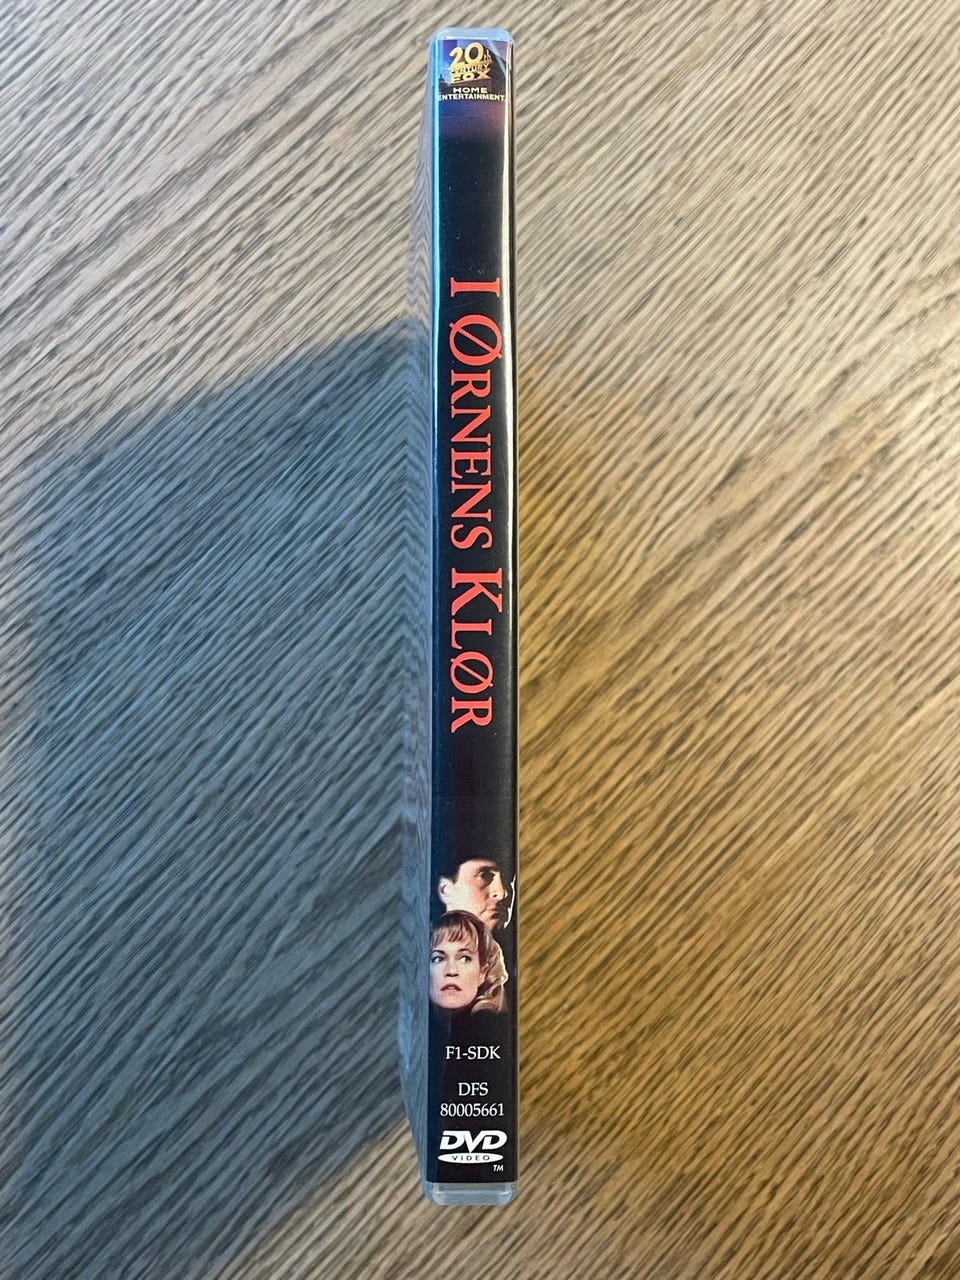 20th
CENTURY
FOX
HOME
ENTERTAINMENT
I ØRNENS KLØR
F1-SDK
DFS
80005661
DVD
VIDEO
TM